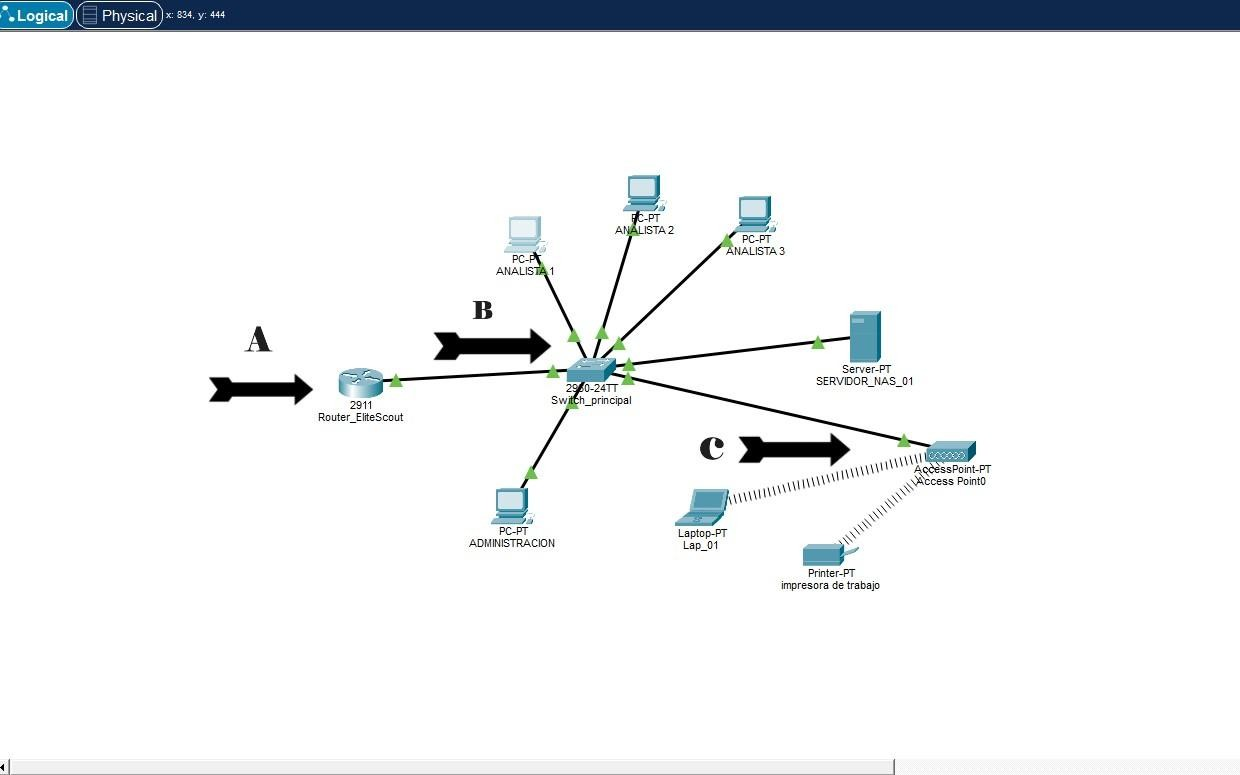 Logical
Physical
x: 834, y: 444
PC-PT
ANALISTA 2
PC-PT
ANALISTA 3
PC-PT
ANALISTA 1
B
A
Server-PT
SERVIDOR_NAS_01
2960-24TT
Switch_principal
2911
Router_EliteScout
C
AccessPoint-PT
Access Point0
PC-PT
ADMINISTRACION
Laptop-PT
Lap_01
Printer-PT
impresora de trabajo